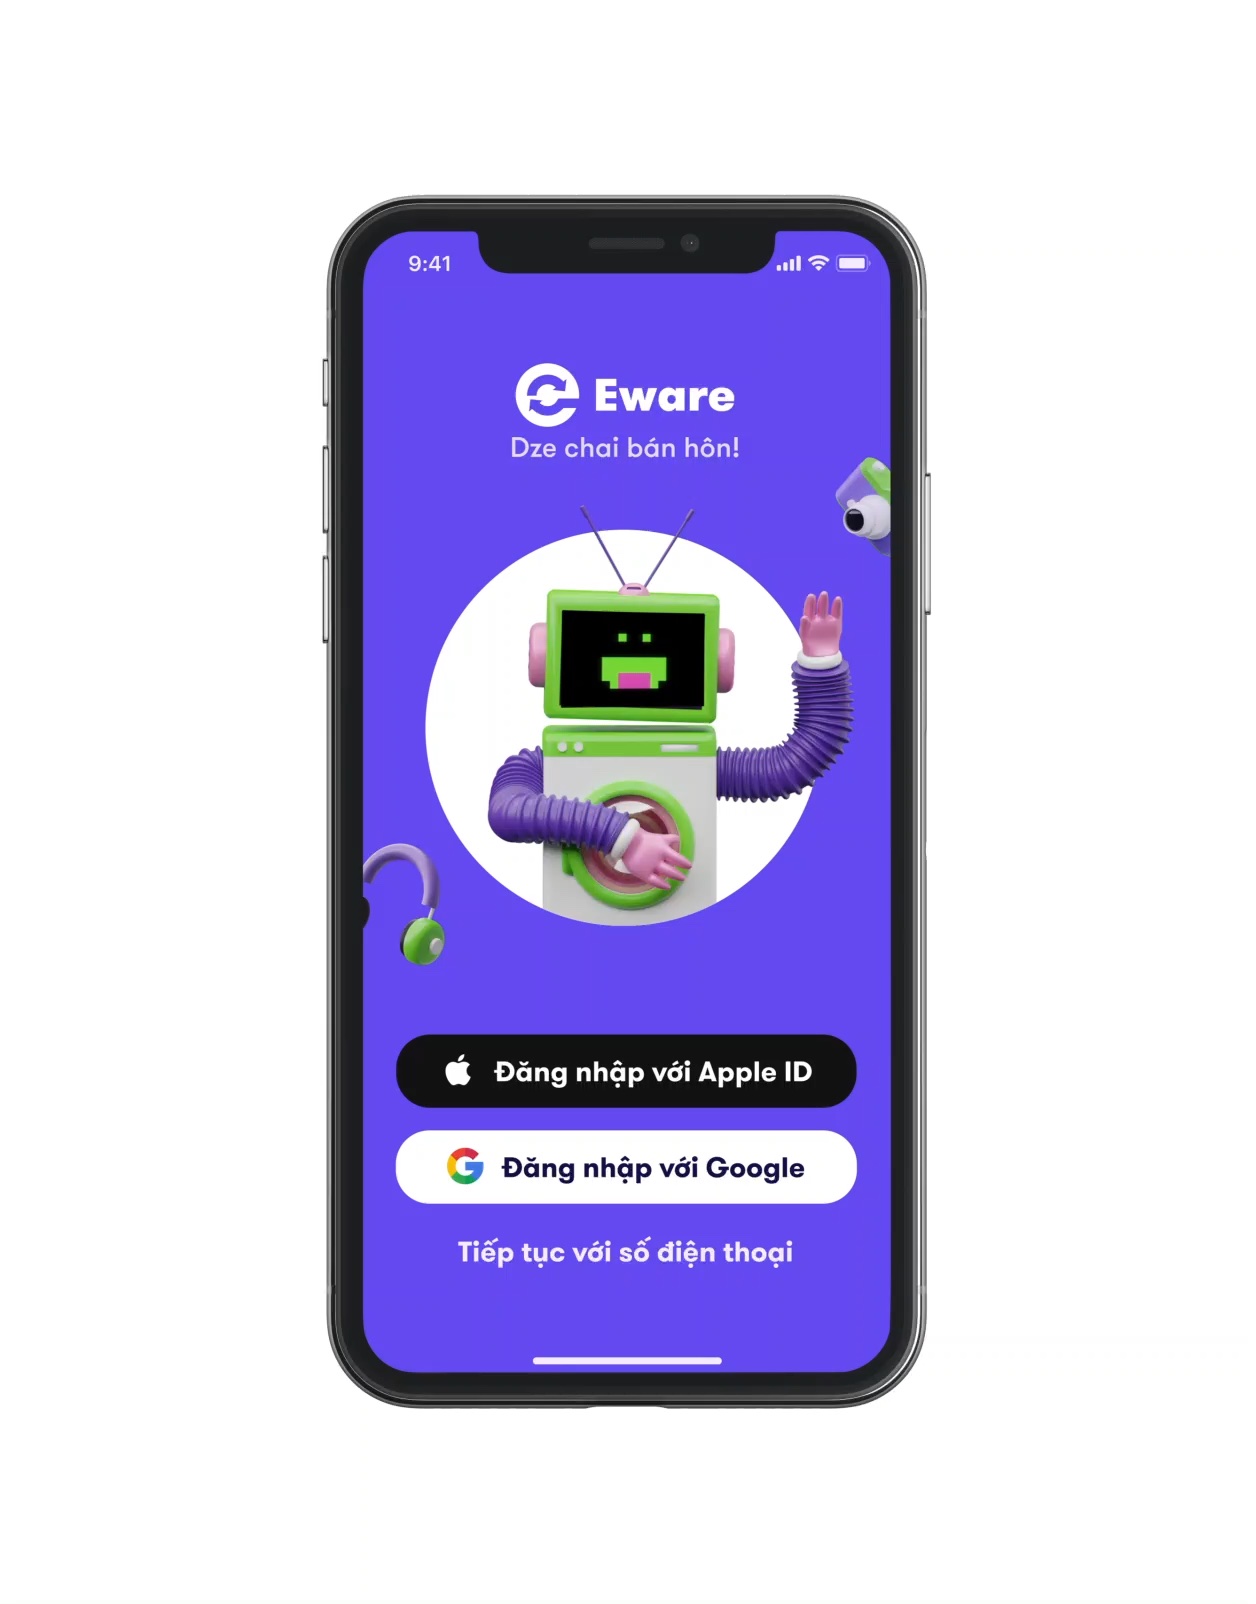 9:41
Eware
Dze chai bán hôn!
Đăng nhập với Apple ID
Đăng nhập với Google
Tiếp tục với số điện thoại